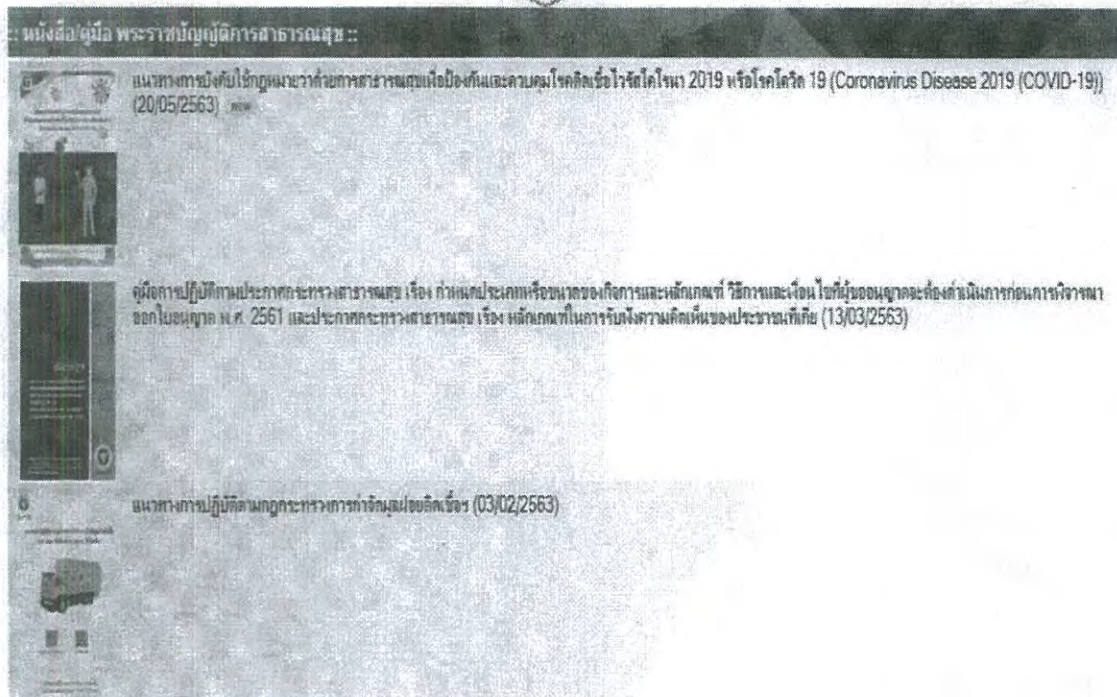 :: หนังสือ/คู่มือ พระราชบัญญัติการสาธารณสุข ::
แนวทางการบังคับใช้กฎหมายว่าด้วยการสาธารณสุขเพื่อป้องกันและควบคุมโรคติดเชื้อไวรัสโคโรนา 2019 หรือโรคโควิด 19 (Coronavirus Disease 2019 (COVID-19))
(20/05/2563) new
คู่มือการปฏิบัติตามประกาศกระทรวงสาธารณสุข เรื่อง กำหนดประเภทหรือขนาดของกิจการและหลักเกณฑ์ วิธีการและเงื่อนไขที่ผู้ขออนุญาตจะต้องดำเนินการก่อนการพิจารณา
ออกใบอนุญาต พ.ศ. 2561 และประกาศกระทรวงสาธารณสุข เรื่อง หลักเกณฑ์ในการรับฟังความคิดเห็นของประชาชนที่เกี่ย (13/03/2563)
แนวทางการปฏิบัติตามกฎกระทรวงการกำจัดมูลฝอยติดเชื้อฯ (03/02/2563)